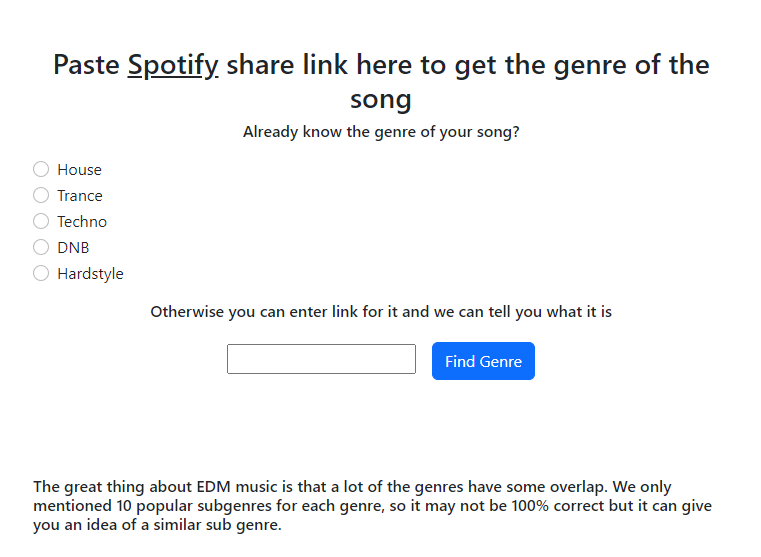 Paste Spotify share link here to get the genre of the
song
Already know the genre of your song?
House
Trance
Techno
DNB
Hardstyle
Otherwise you can enter link for it and we can tell you what it is
Find Genre
The great thing about EDM music is that a lot of the genres have some overlap. We only
mentioned 10 popular subgenres for each genre, so it may not be 100% correct but it can give
you an idea of a similar sub genre.